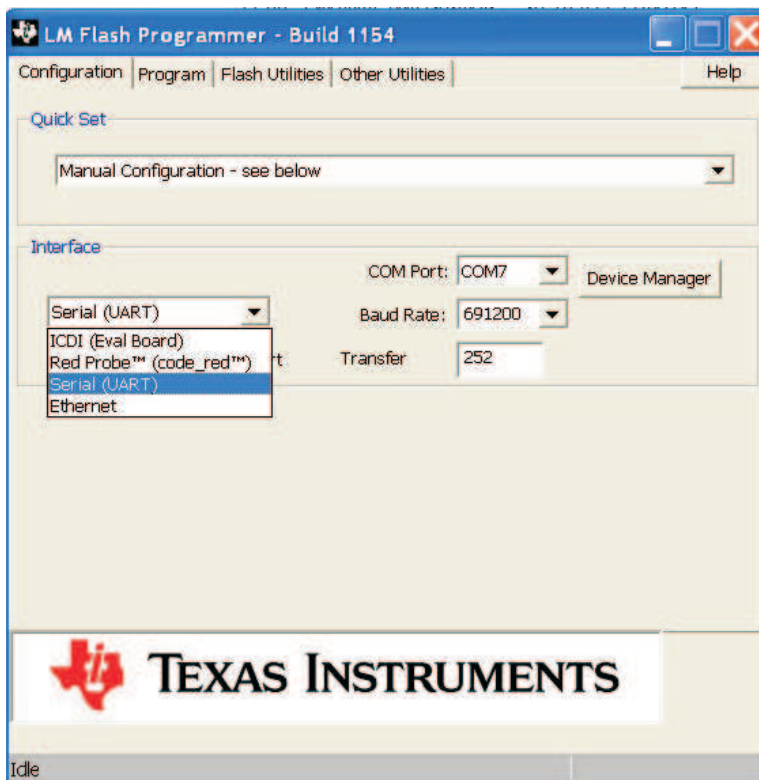 LM Flash Programmer - Build 1154
Configuration Program Flash Utilities Other Utilities Help
Quick Set
Manual Configuration - see below
Interface
COM Port: COM7 Device Manager
Serial (UART) Baud Rate: 691200
ICDI (Eval Board)
Red Probe™ (code_red™) Transfer 252
Serial (UART)
Ethernet
TEXAS INSTRUMENTS
Idle